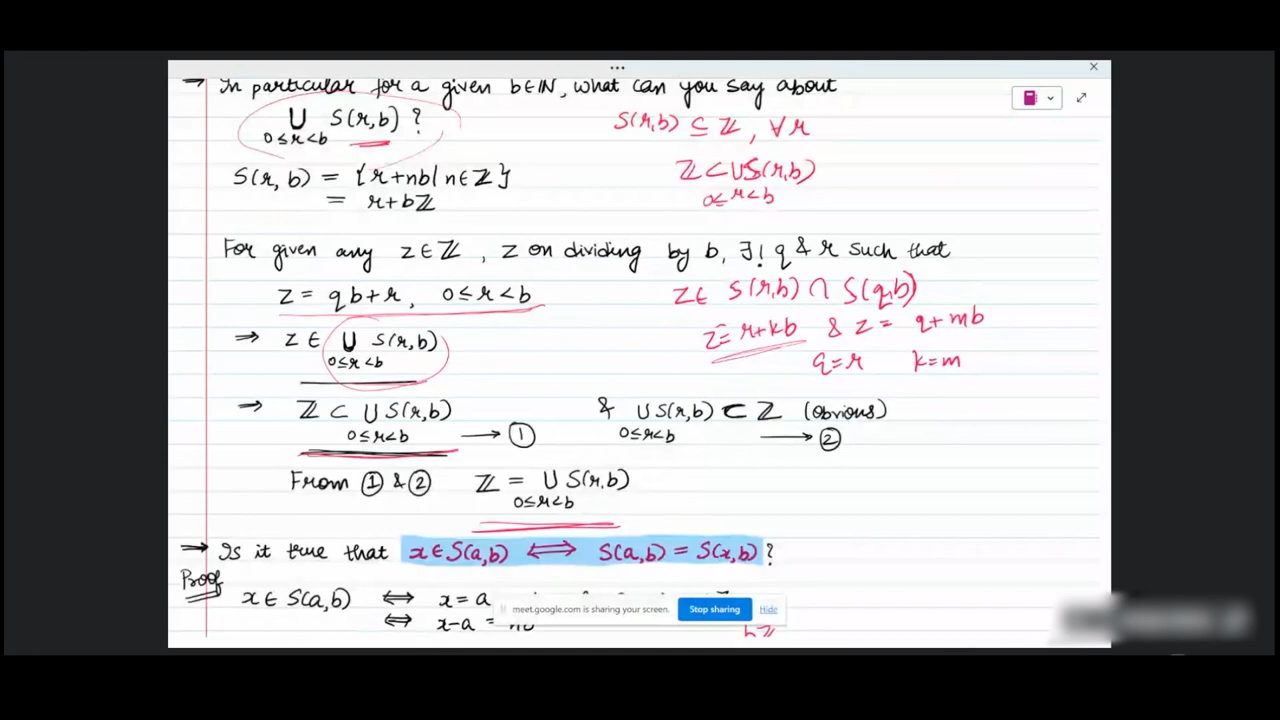 → In particular for a given b∈ℕ, what can you say about
∪ S(r,b) ?
0≤r<b
S(r,b) ⊆ ℤ, ∀r
S(r,b) = {r+nb| n∈ℤ}
= r+bℤ
ℤ⊂∪S(r,b)
0≤r<b
For given any z∈ℤ, z on dividing by b, ∃! q & r such that
z = qb+r, 0≤r<b
z∈ S(r,b) ∩ S(q,b)
z=r+kb & z= q+mb
q=r k=m
⇒ z∈ ∪ S(r,b)
0≤r<b
⇒ ℤ ⊂ ∪ S(r,b) & ∪S(r,b) ⊂ ℤ (obvious)
0≤r<b → ① 0≤r<b → ②
From ① & ② ℤ = ∪ S(r,b)
0≤r<b
→ Is it true that x∈S(a,b) ⟺ S(a,b) = S(x,b) ?
Proof
x∈S(a,b) ⟺ x=a
meet.google.com is sharing your screen. Stop sharing Hide
⟺ x-a =
bℤ